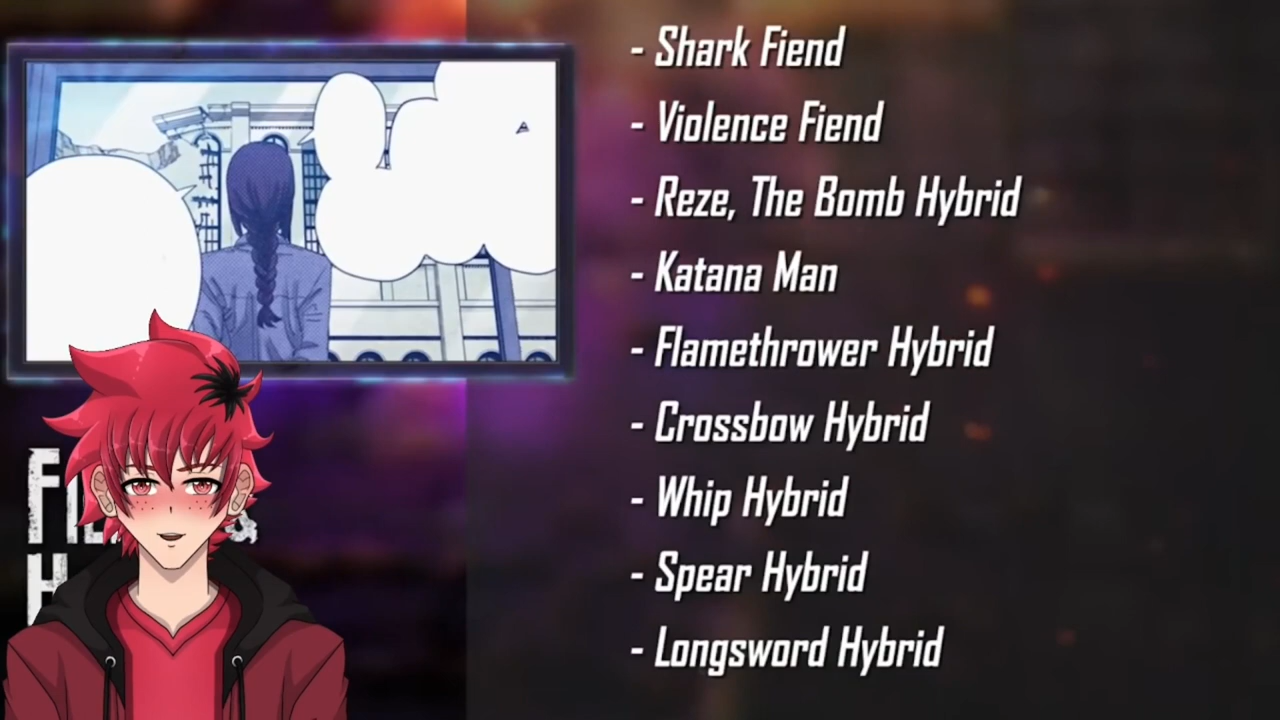 - Shark Fiend
- Violence Fiend
- Reze, The Bomb Hybrid
- Katana Man
- Flamethrower Hybrid
- Crossbow Hybrid
- Whip Hybrid
- Spear Hybrid
- Longsword Hybrid
&